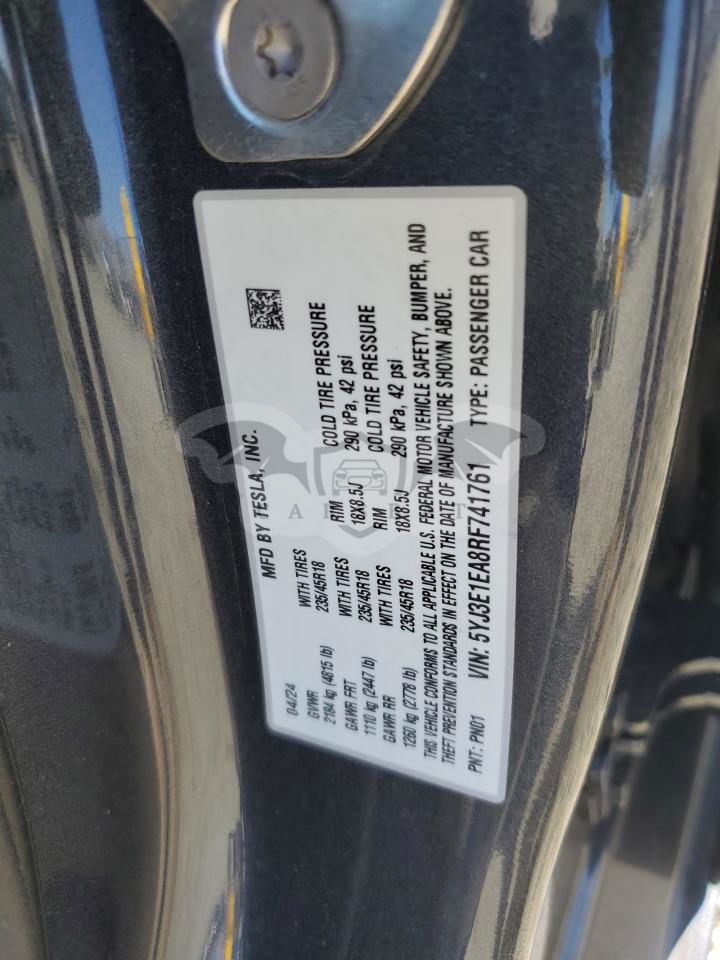 MFD BY TESLA, INC.
04/24
GVWR WITH TIRES RIM COLD TIRE PRESSURE
2184 kg (4815 lb) 235/45R18 18X8.5J 290 kPa, 42 psi
GAWR FRT WITH TIRES RIM COLD TIRE PRESSURE
1110 kg (2447 lb) 235/45R18 18X8.5J 290 kPa, 42 psi
GAWR RR WITH TIRES RIM
1260 kg (2778 lb) 235/45R18
THIS VEHICLE CONFORMS TO ALL APPLICABLE U.S. FEDERAL MOTOR VEHICLE SAFETY, BUMPER, AND
THEFT PREVENTION STANDARDS IN EFFECT ON THE DATE OF MANUFACTURE SHOWN ABOVE.
VIN: 5YJ3E1EA8RF741761 TYPE: PASSENGER CAR
PNT: PN01